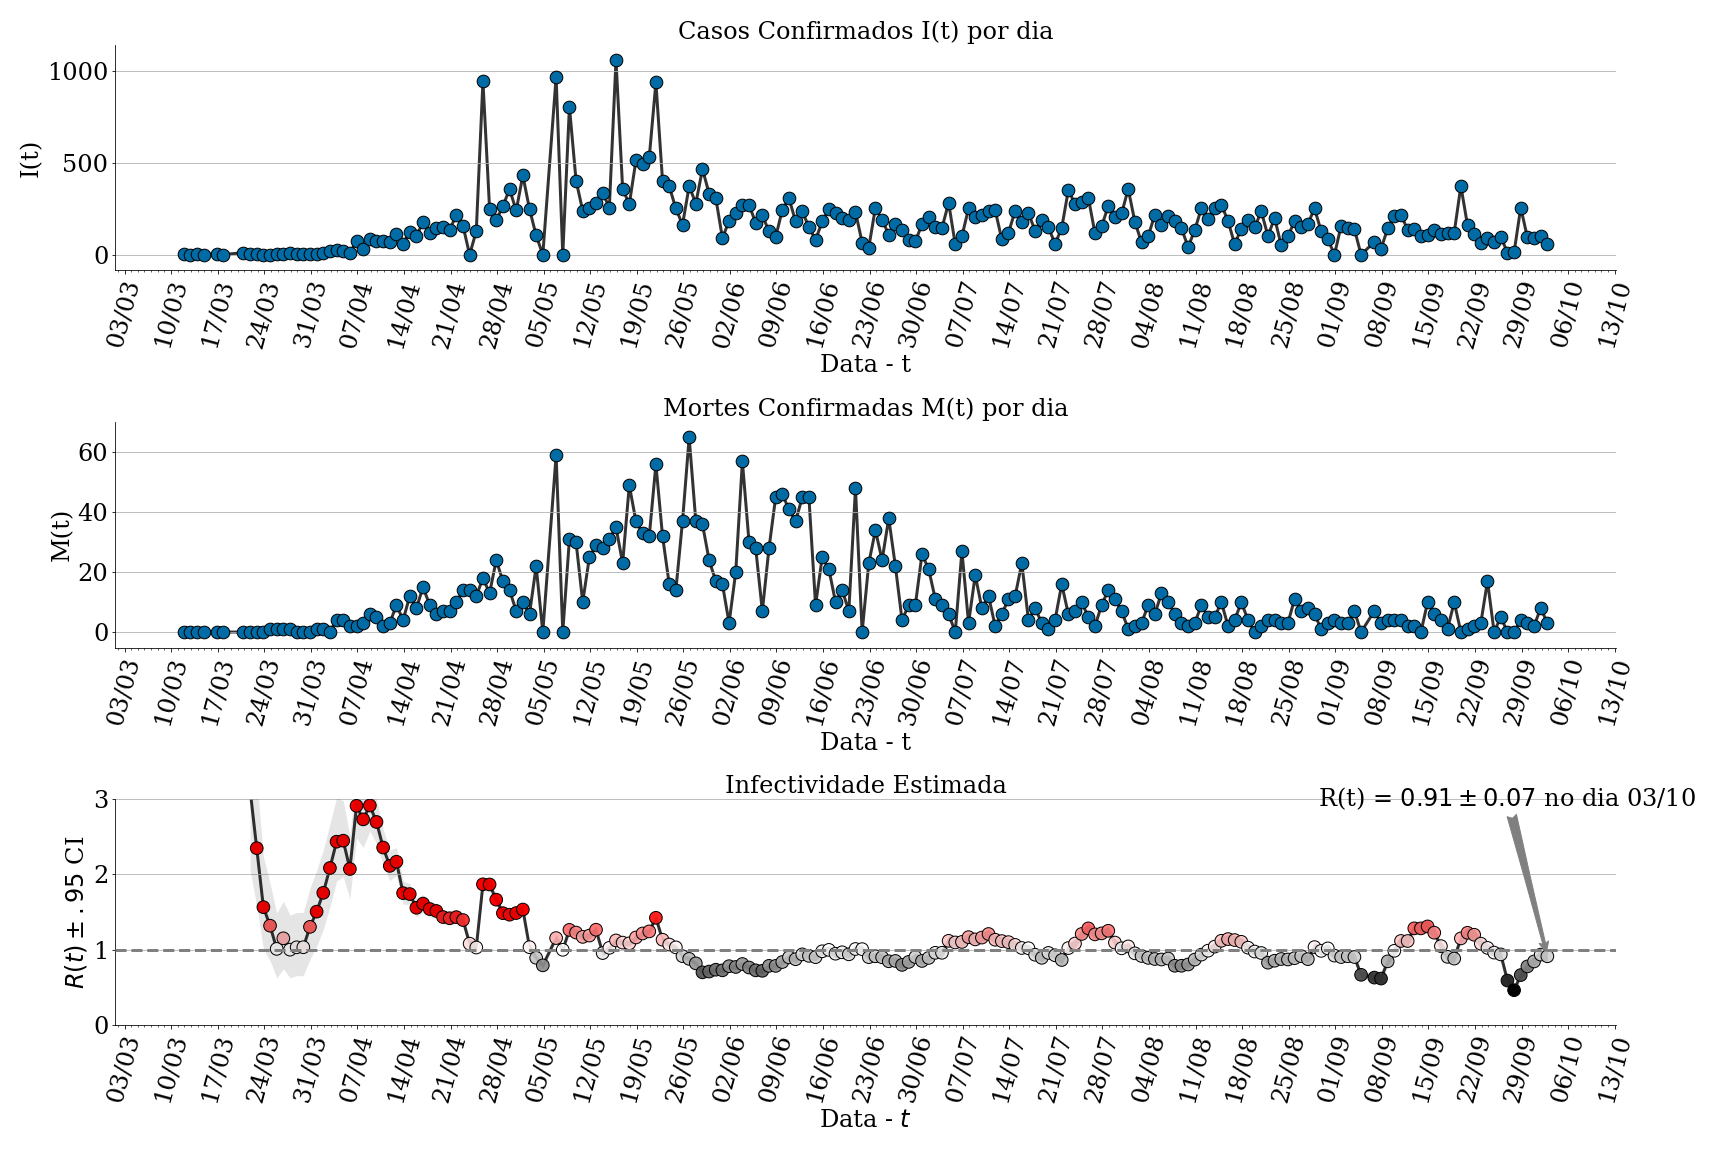 Casos Confirmados I(t) por dia
1000
500
0
I(t)
03/03 10/03 17/03 24/03 31/03 07/04 14/04 21/04 28/04 05/05 12/05 19/05 26/05 02/06 09/06 16/06 23/06 30/06 07/07 14/07 21/07 28/07 04/08 11/08 18/08 25/08 01/09 08/09 15/09 22/09 29/09 06/10 13/10
Data - t
Mortes Confirmadas M(t) por dia
60
40
20
0
M(t)
03/03 10/03 17/03 24/03 31/03 07/04 14/04 21/04 28/04 05/05 12/05 19/05 26/05 02/06 09/06 16/06 23/06 30/06 07/07 14/07 21/07 28/07 04/08 11/08 18/08 25/08 01/09 08/09 15/09 22/09 29/09 06/10 13/10
Data - t
Infectividade Estimada
R(t) = 0.91 ± 0.07 no dia 03/10
3
2
1
0
R(t) ± .95 CI
03/03 10/03 17/03 24/03 31/03 07/04 14/04 21/04 28/04 05/05 12/05 19/05 26/05 02/06 09/06 16/06 23/06 30/06 07/07 14/07 21/07 28/07 04/08 11/08 18/08 25/08 01/09 08/09 15/09 22/09 29/09 06/10 13/10
Data - t